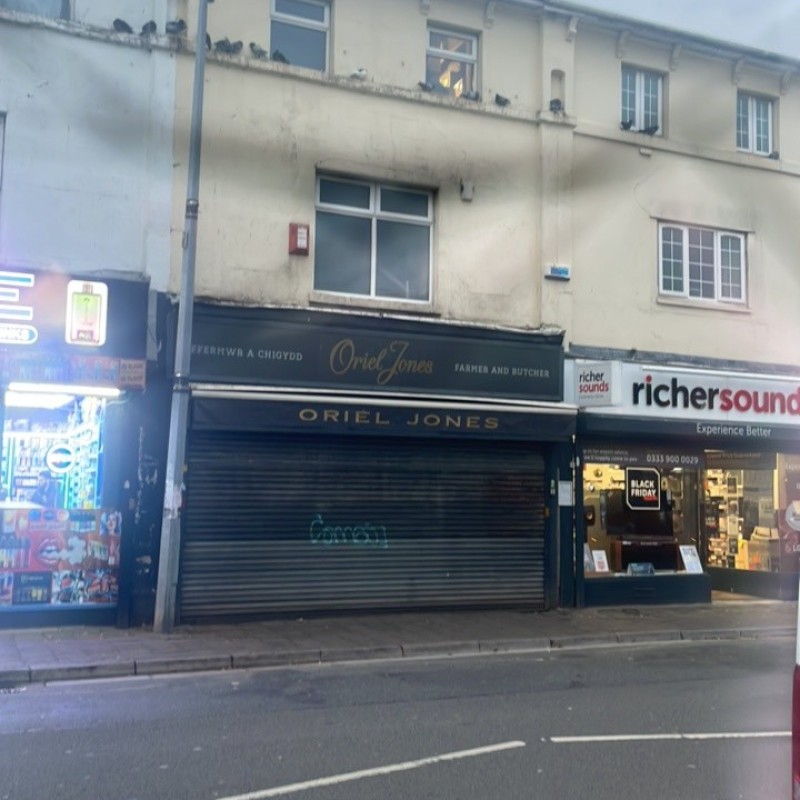 E
FFERMWR A CHIGYDD
Oriel Jones
FARMER AND BUTCHER
ORIEL JONES
richer
sounds
richersound
Experience Better
0333 900 0029
BLACK
FRIDAY